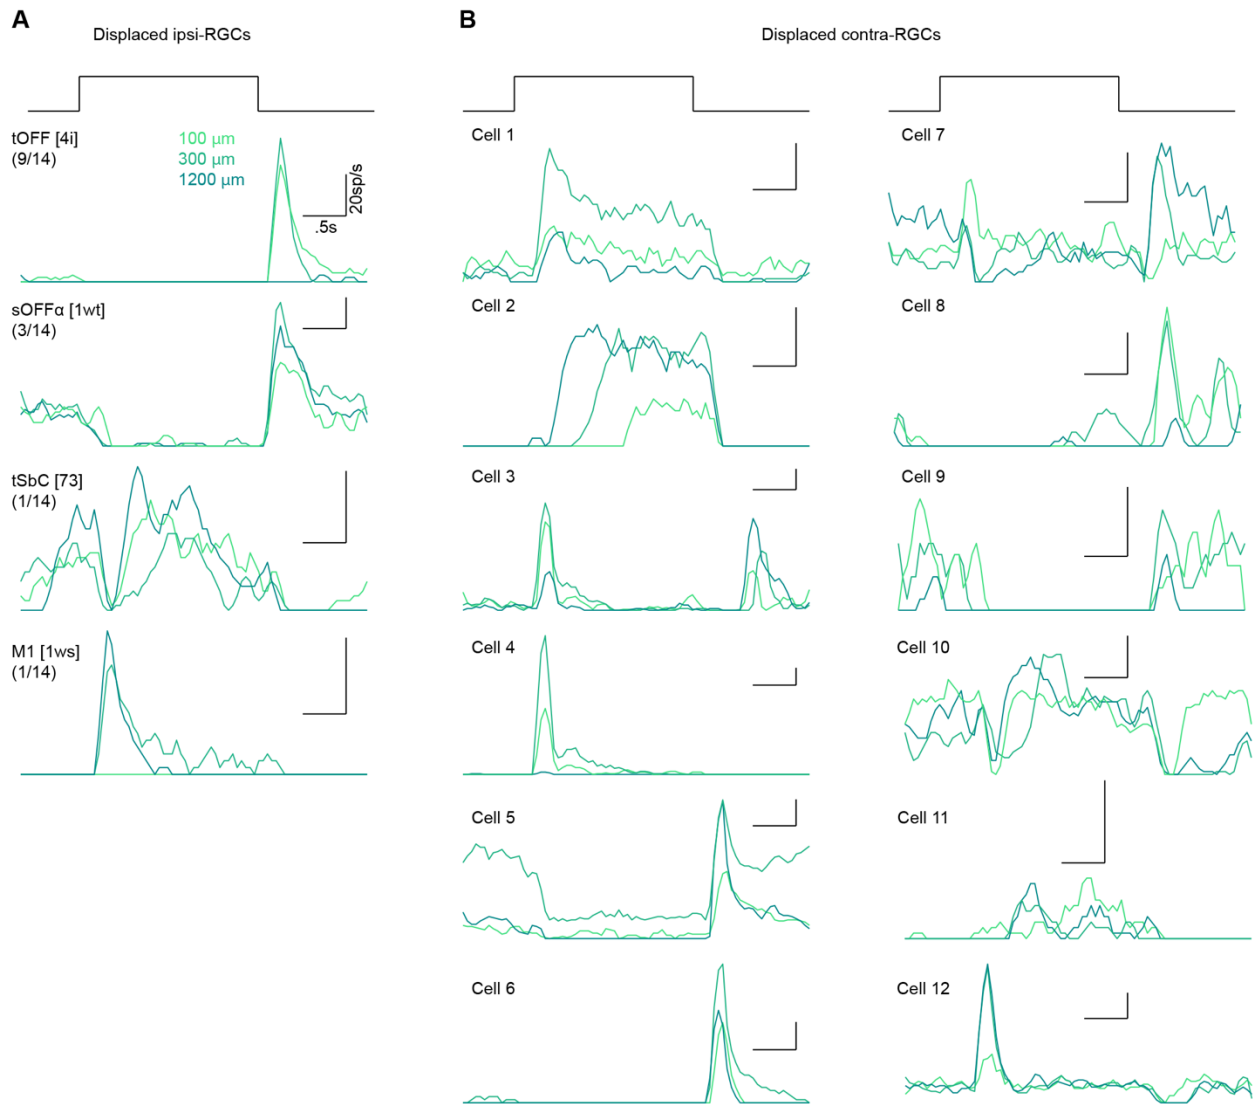 A
B
Displaced ipsi-RGCs
Displaced contra-RGCs
tOFF [4i]
(9/14)
100 µm
300 µm
1200 µm
20sp/s
.5s
sOFFα [1wt]
(3/14)
tSbC [73]
(1/14)
M1 [1ws]
(1/14)
Cell 1
Cell 2
Cell 3
Cell 4
Cell 5
Cell 6
Cell 7
Cell 8
Cell 9
Cell 10
Cell 11
Cell 12